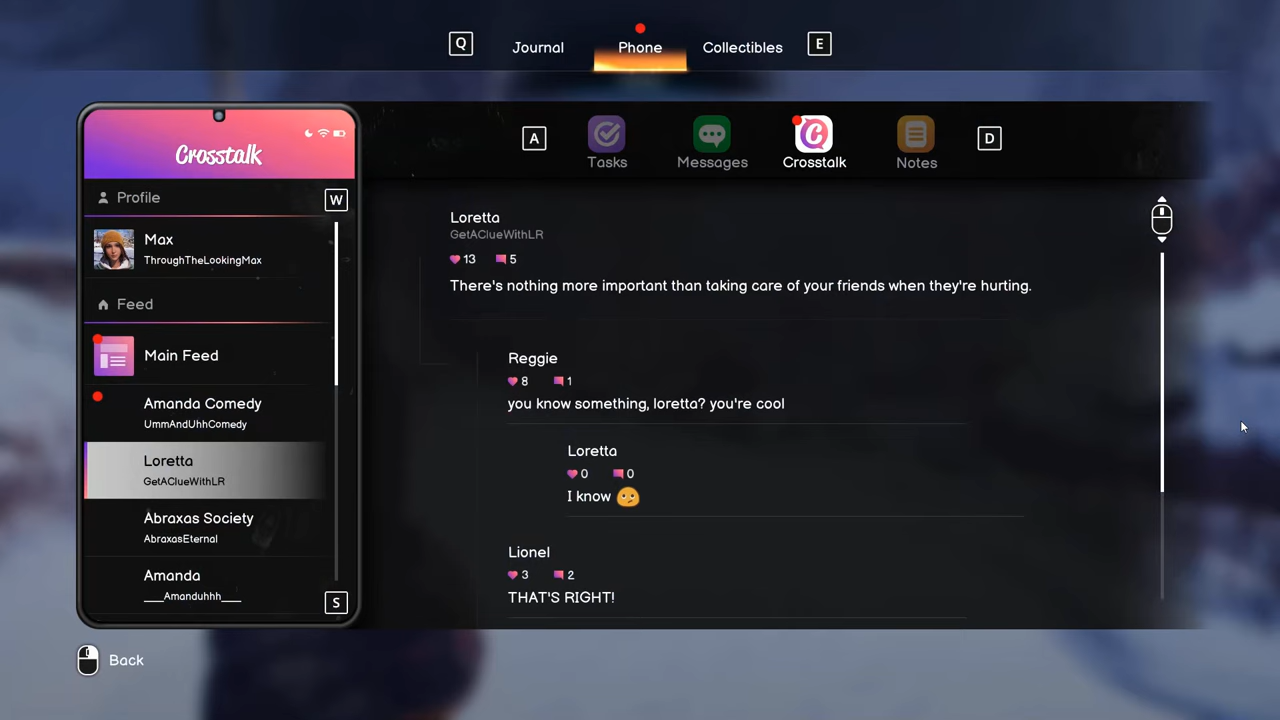 Q
Journal
Phone
Collectibles
E
Crosstalk
Profile
W
Max
ThroughTheLookingMax
Feed
Main Feed
Amanda Comedy
UmmAndUhhComedy
Loretta
GetAClueWithLR
Abraxas Society
AbraxasEternal
Amanda
___Amanduhhh___
S
A
Tasks
Messages
Crosstalk
Notes
D
Loretta
GetAClueWithLR
13 5
There's nothing more important than taking care of your friends when they're hurting.
Reggie
8 1
you know something, loretta? you're cool
Loretta
0 0
I know
Lionel
3 2
THAT'S RIGHT!
Back